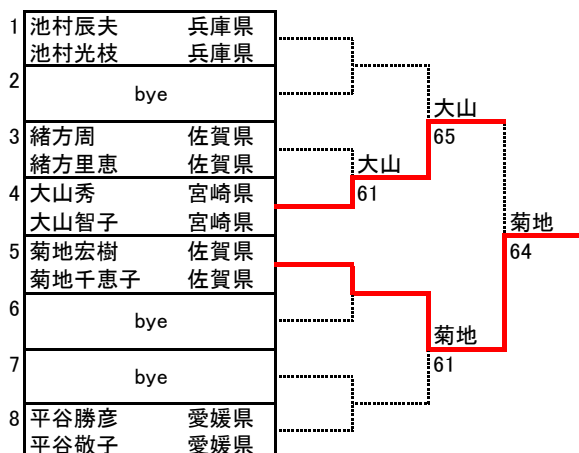 1 池村辰夫 兵庫県
池村光枝 兵庫県
2 bye
3 緒方周 佐賀県
緒方里恵 佐賀県
4 大山秀 宮崎県
大山智子 宮崎県
5 菊地宏樹 佐賀県
菊地千恵子 佐賀県
6 bye
7 bye
8 平谷勝彦 愛媛県
平谷敬子 愛媛県
大山
61
大山
65
菊地
61
菊地
64